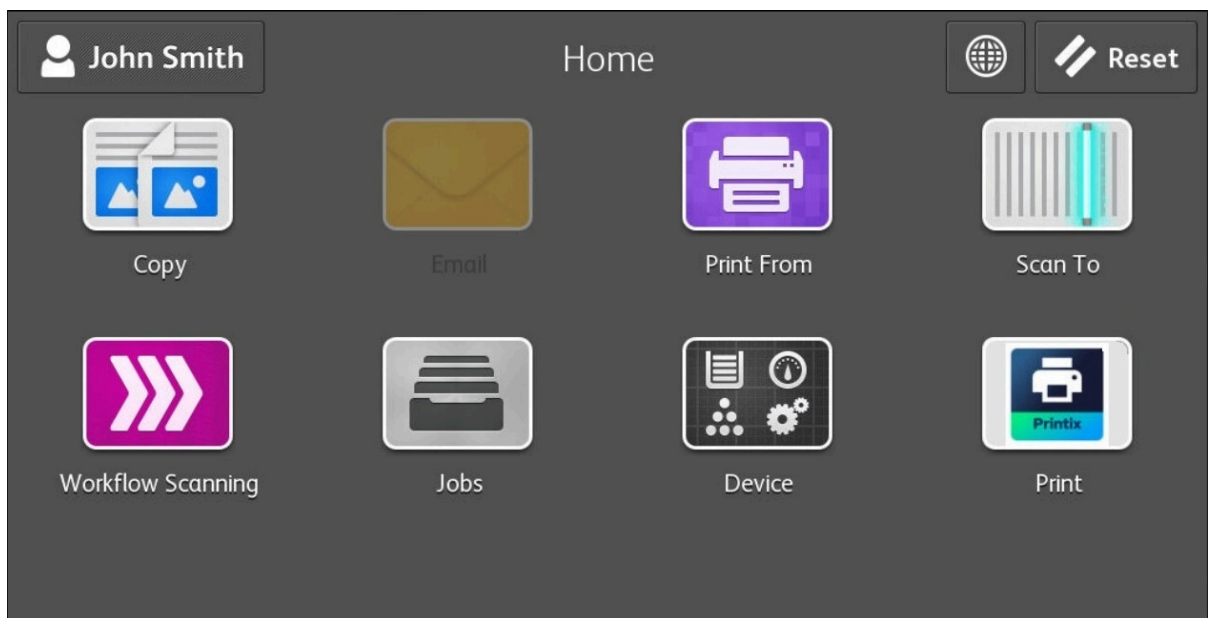 John Smith
Home
Reset
Copy
Email
Print From
Scan To
Printix
Workflow Scanning
Jobs
Device
Print